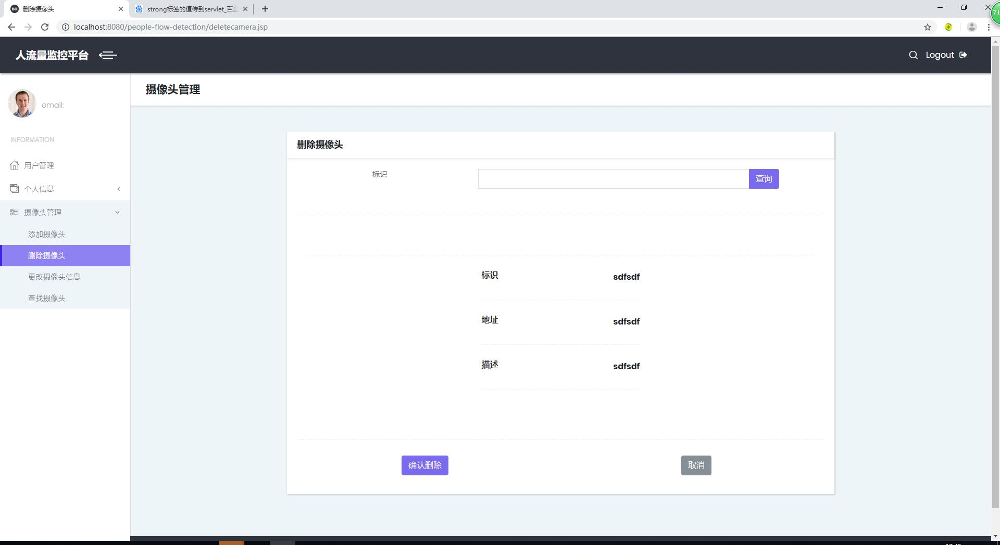 删除摄像头
strong标签的值传到servlet_百度
71
localhost:8080/people-flow-detection/deletecamera.jsp
人流量监控平台
Logout
摄像头管理
email:
INFORMATION
用户管理
个人信息
摄像头管理
添加摄像头
删除摄像头
更改摄像头信息
查找摄像头
删除摄像头
标识
查询
标识 sdfsdf
地址 sdfsdf
描述 sdfsdf
确认删除 取消